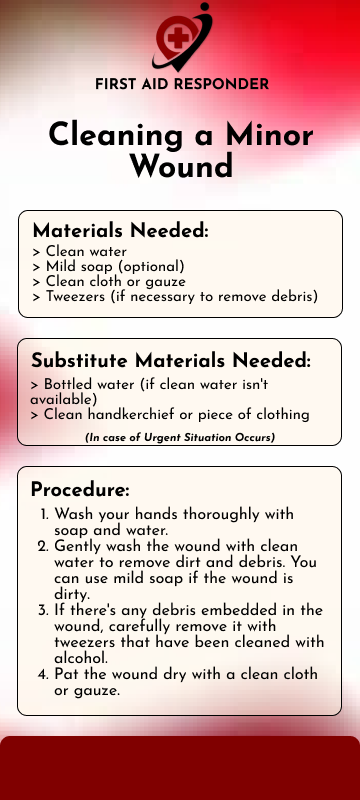 FIRST AID RESPONDER
Cleaning a Minor
Wound
Materials Needed:
> Clean water
> Mild soap (optional)
> Clean cloth or gauze
> Tweezers (if necessary to remove debris)
Substitute Materials Needed:
> Bottled water (if clean water isn't
available)
> Clean handkerchief or piece of clothing
(In case of Urgent Situation Occurs)
Procedure:
1. Wash your hands thoroughly with
soap and water.
2. Gently wash the wound with clean
water to remove dirt and debris. You
can use mild soap if the wound is
dirty.
3. If there's any debris embedded in the
wound, carefully remove it with
tweezers that have been cleaned with
alcohol.
4. Pat the wound dry with a clean cloth
or gauze.